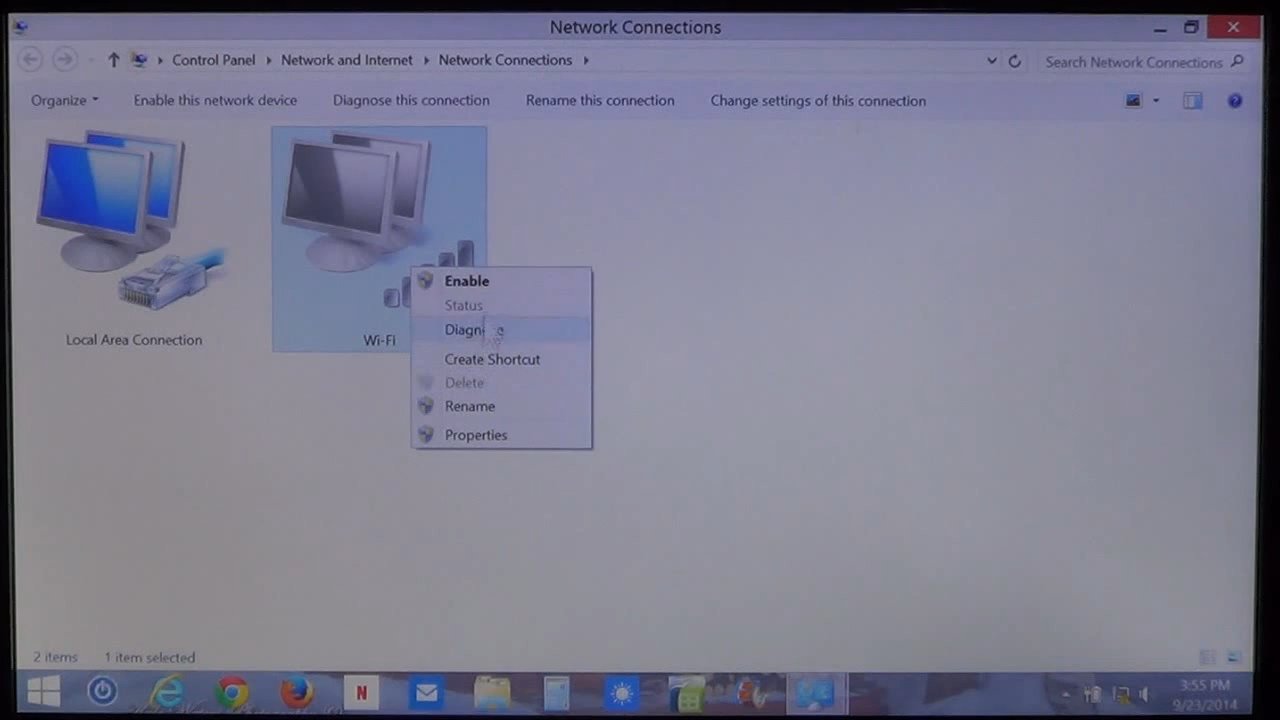 Network Connections
Control Panel Network and Internet Network Connections
Search Network Connections
Organize Enable this network device Diagnose this connection Rename this connection Change settings of this connection
Local Area Connection
Wi-Fi
Enable
Status
Create Shortcut
Delete
Rename
Properties
2 items 1 item selected
N
3:55 PM
9/23/2014